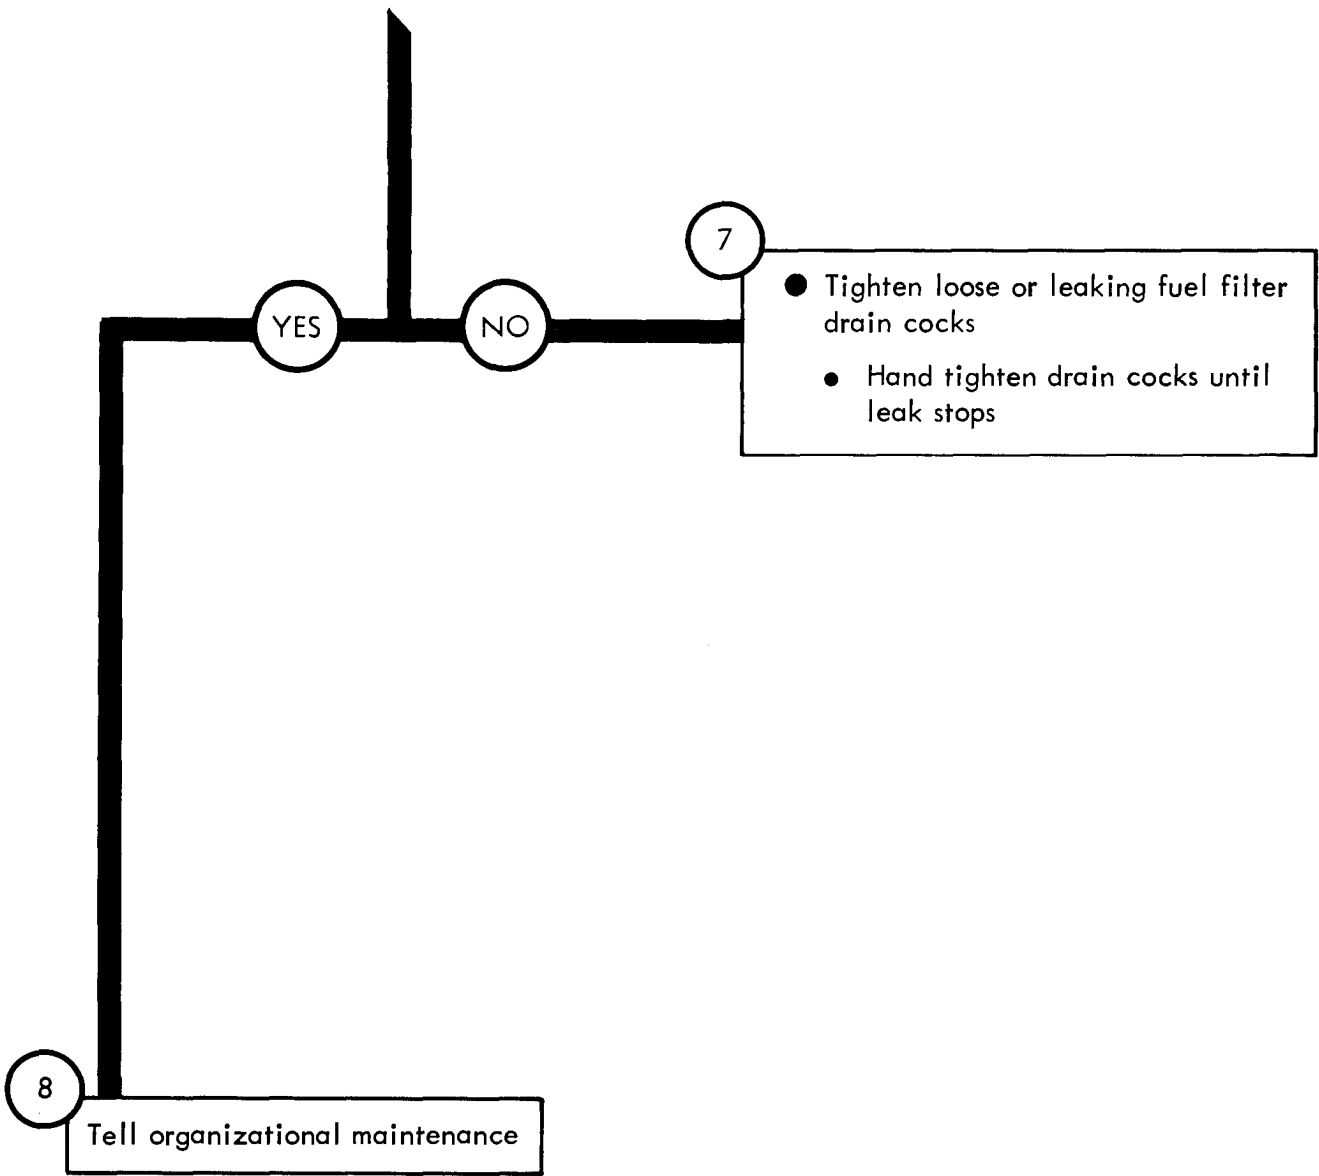 7
YES
NO
● Tighten loose or leaking fuel filter
drain cocks
● Hand tighten drain cocks until
leak stops
8
Tell organizational maintenance